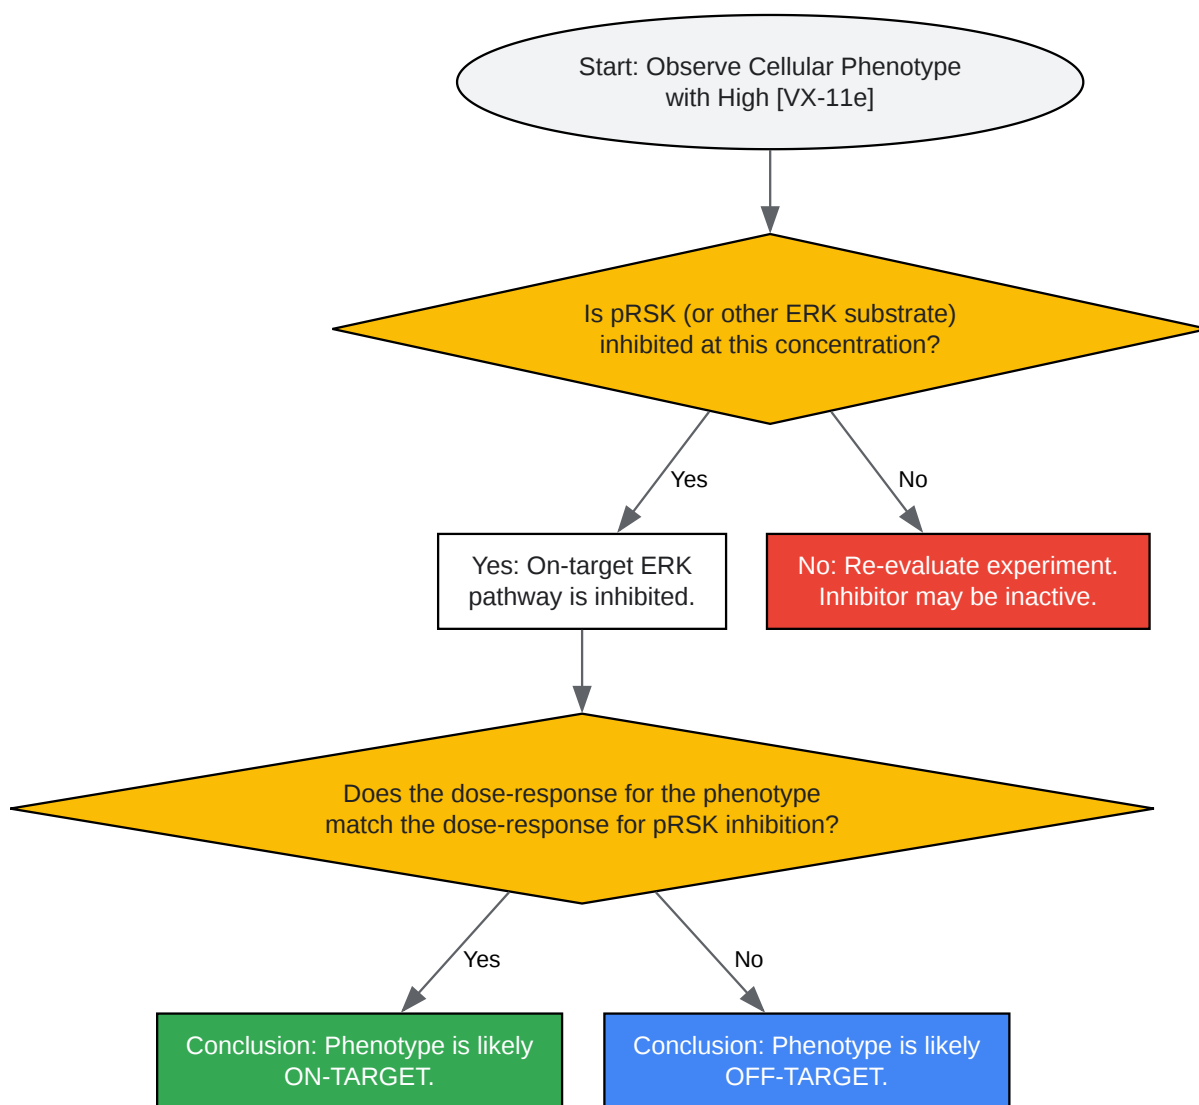 Start: Observe Cellular Phenotype
with High [VX-11e]
Is pRSK (or other ERK substrate)
inhibited at this concentration?
Yes
No
Yes: On-target ERK
pathway is inhibited.
No: Re-evaluate experiment.
Inhibitor may be inactive.
Does the dose-response for the phenotype
match the dose-response for pRSK inhibition?
Yes
No
Conclusion: Phenotype is likely
ON-TARGET.
Conclusion: Phenotype is likely
OFF-TARGET.